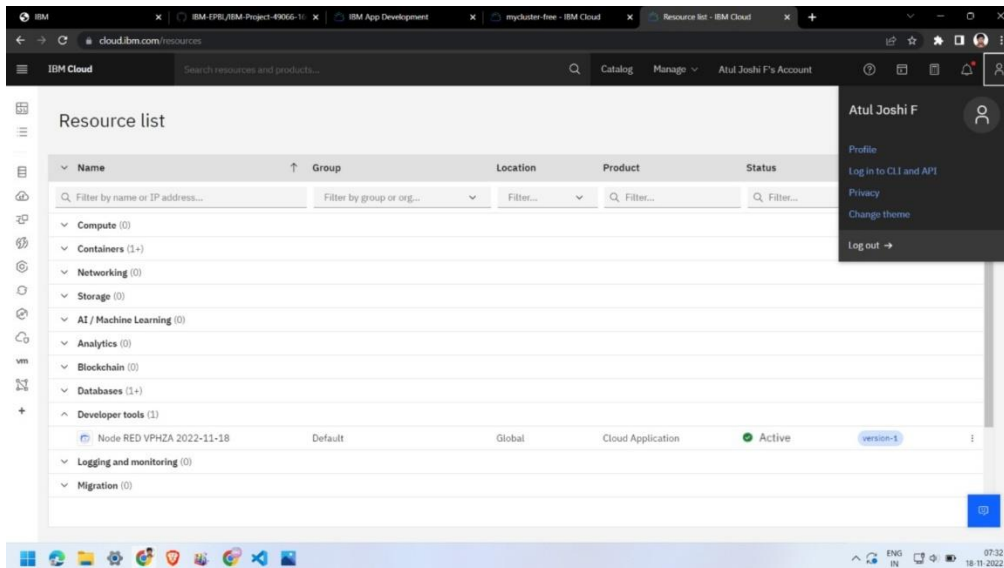 IBM
IBM-EPBL/IBM-Project-49066-16
IBM App Development
mycluster-free - IBM Cloud
Resource list - IBM Cloud
cloud.ibm.com/resources
IBM Cloud
Search resources and products...
Catalog
Manage
Atul Joshi F's Account
Atul Joshi F
Profile
Log in to CLI and API
Privacy
Change theme
Log out →
Resource list
Name ↑ Group Location Product Status
Filter by name or IP address... Filter by group or org... Filter... Filter... Filter...
Compute (0)
Containers (1+)
Networking (0)
Storage (0)
AI / Machine Learning (0)
Analytics (0)
Blockchain (0)
vm
Databases (1+)
Developer tools (1)
Node RED VPHZA 2022-11-18 Default Global Cloud Application Active version-1
Logging and monitoring (0)
Migration (0)
ENG
IN
07:32
18-11-2022